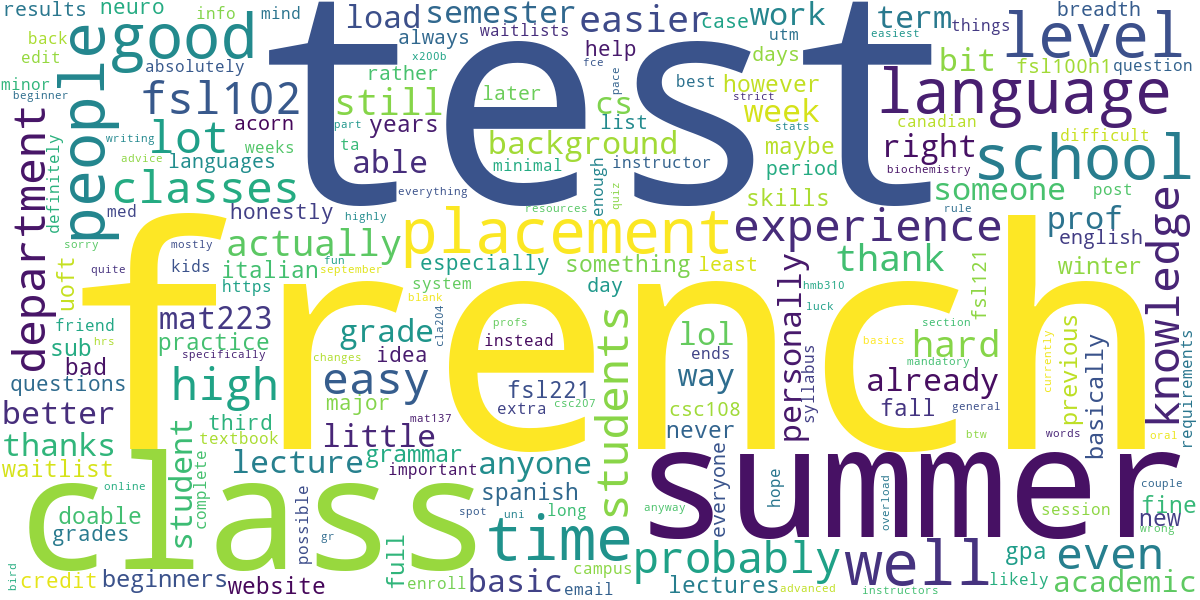 results
neuro
info
mind
load
semester
easier
case
work
term
things
breadth
back
edit
people
good
always
waitlists
help
utm
days
level
minor
absolutely
x200b
fce
easiest
bit
fsl100h1
question
beginner
rather
later
pace
best
however
test
fsl102
still
cs
strict
week
language
canadian
writing
part
years
list
stats
department
definitely
lot
acorn
ta
background
maybe
right
difficult
advice
languages
weeks
able
minimal
enough
instructor
period
biochemistry
school
classes
everything
quiz
skills
someone
post
med
honestly
highly
resources
rule
prof
sorry
mostly
actually
placement
experience
english
knowledge
uoft
quite
kids
fun
italian
september
especially
something
least
thank
winter
https
system
day
personally
hmb310
fsl121
friend
mat223
blank
cla204
profs
luck
section
french
hrs
sub
practice
grade
instead
students
lol
basics
hard
currently
previous
basically
requirements
bad
specifically
changes
idea
ends
mandatory
questions
high
easy
fsl221
way
syllabus
already
major
extra
csc207
csc108
fall
general
better
third
mat137
never
btw
words
oral
thanks
student
textbook
little
grammar
lecture
important
anyone
summer
waitlist
complete
class
online
possible
spanish
everyone
hope
overload
couple
doable
spot
uni
long
anyway
session
new
fine
wrong
grades
gr
full
time
probably
well
gpa
even
bird
credit
beginners
website
enroll
basic
email
campus
lectures
advanced
instructors
likely
academic